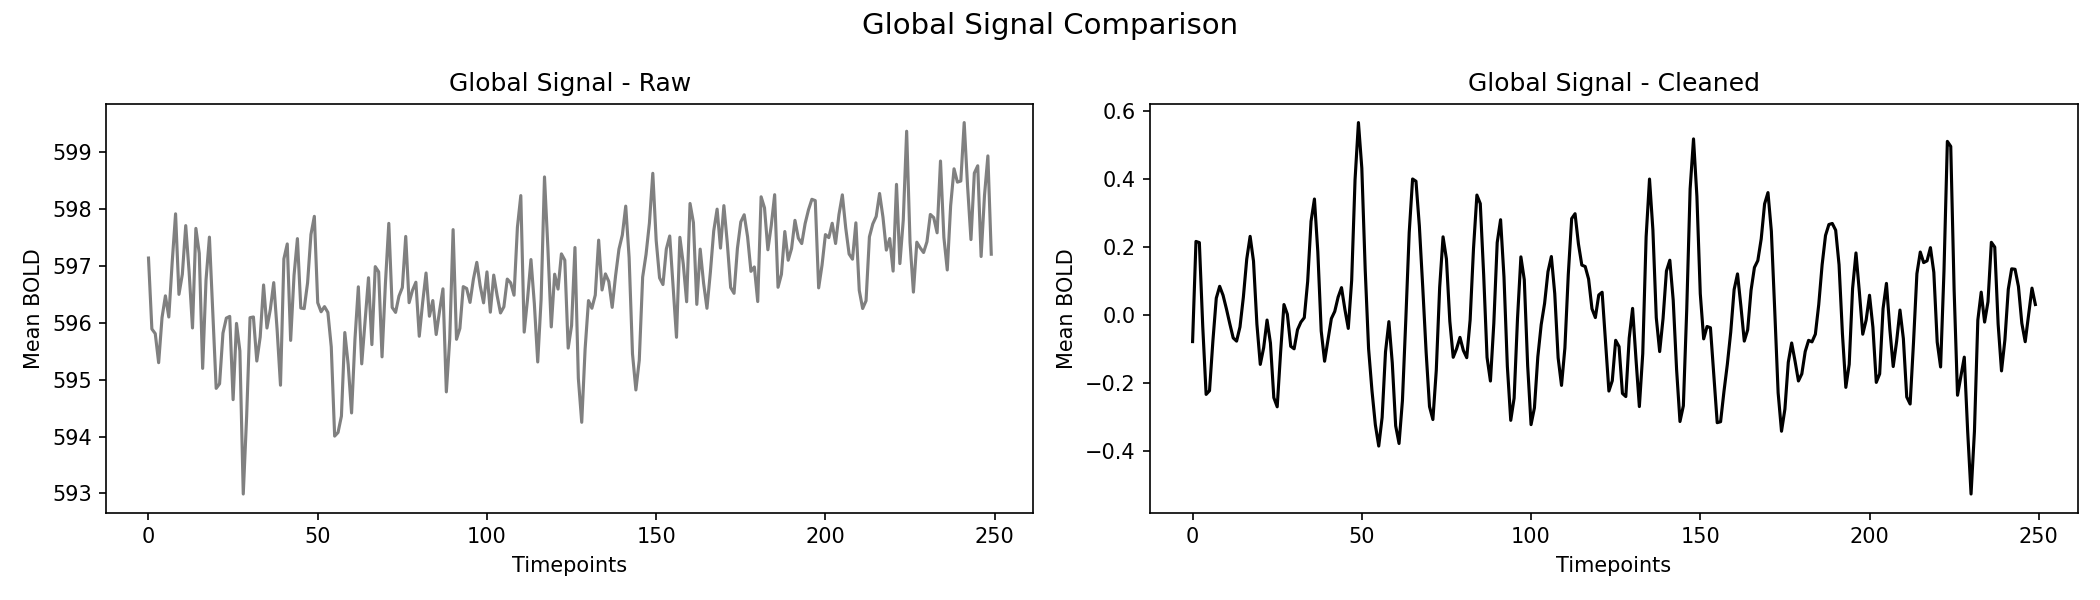 Global Signal Comparison
Global Signal - Raw
Mean BOLD
599
598
597
596
595
594
593
0 50 100 150 200 250
Timepoints
Global Signal - Cleaned
Mean BOLD
0.6
0.4
0.2
0.0
−0.2
−0.4
0 50 100 150 200 250
Timepoints